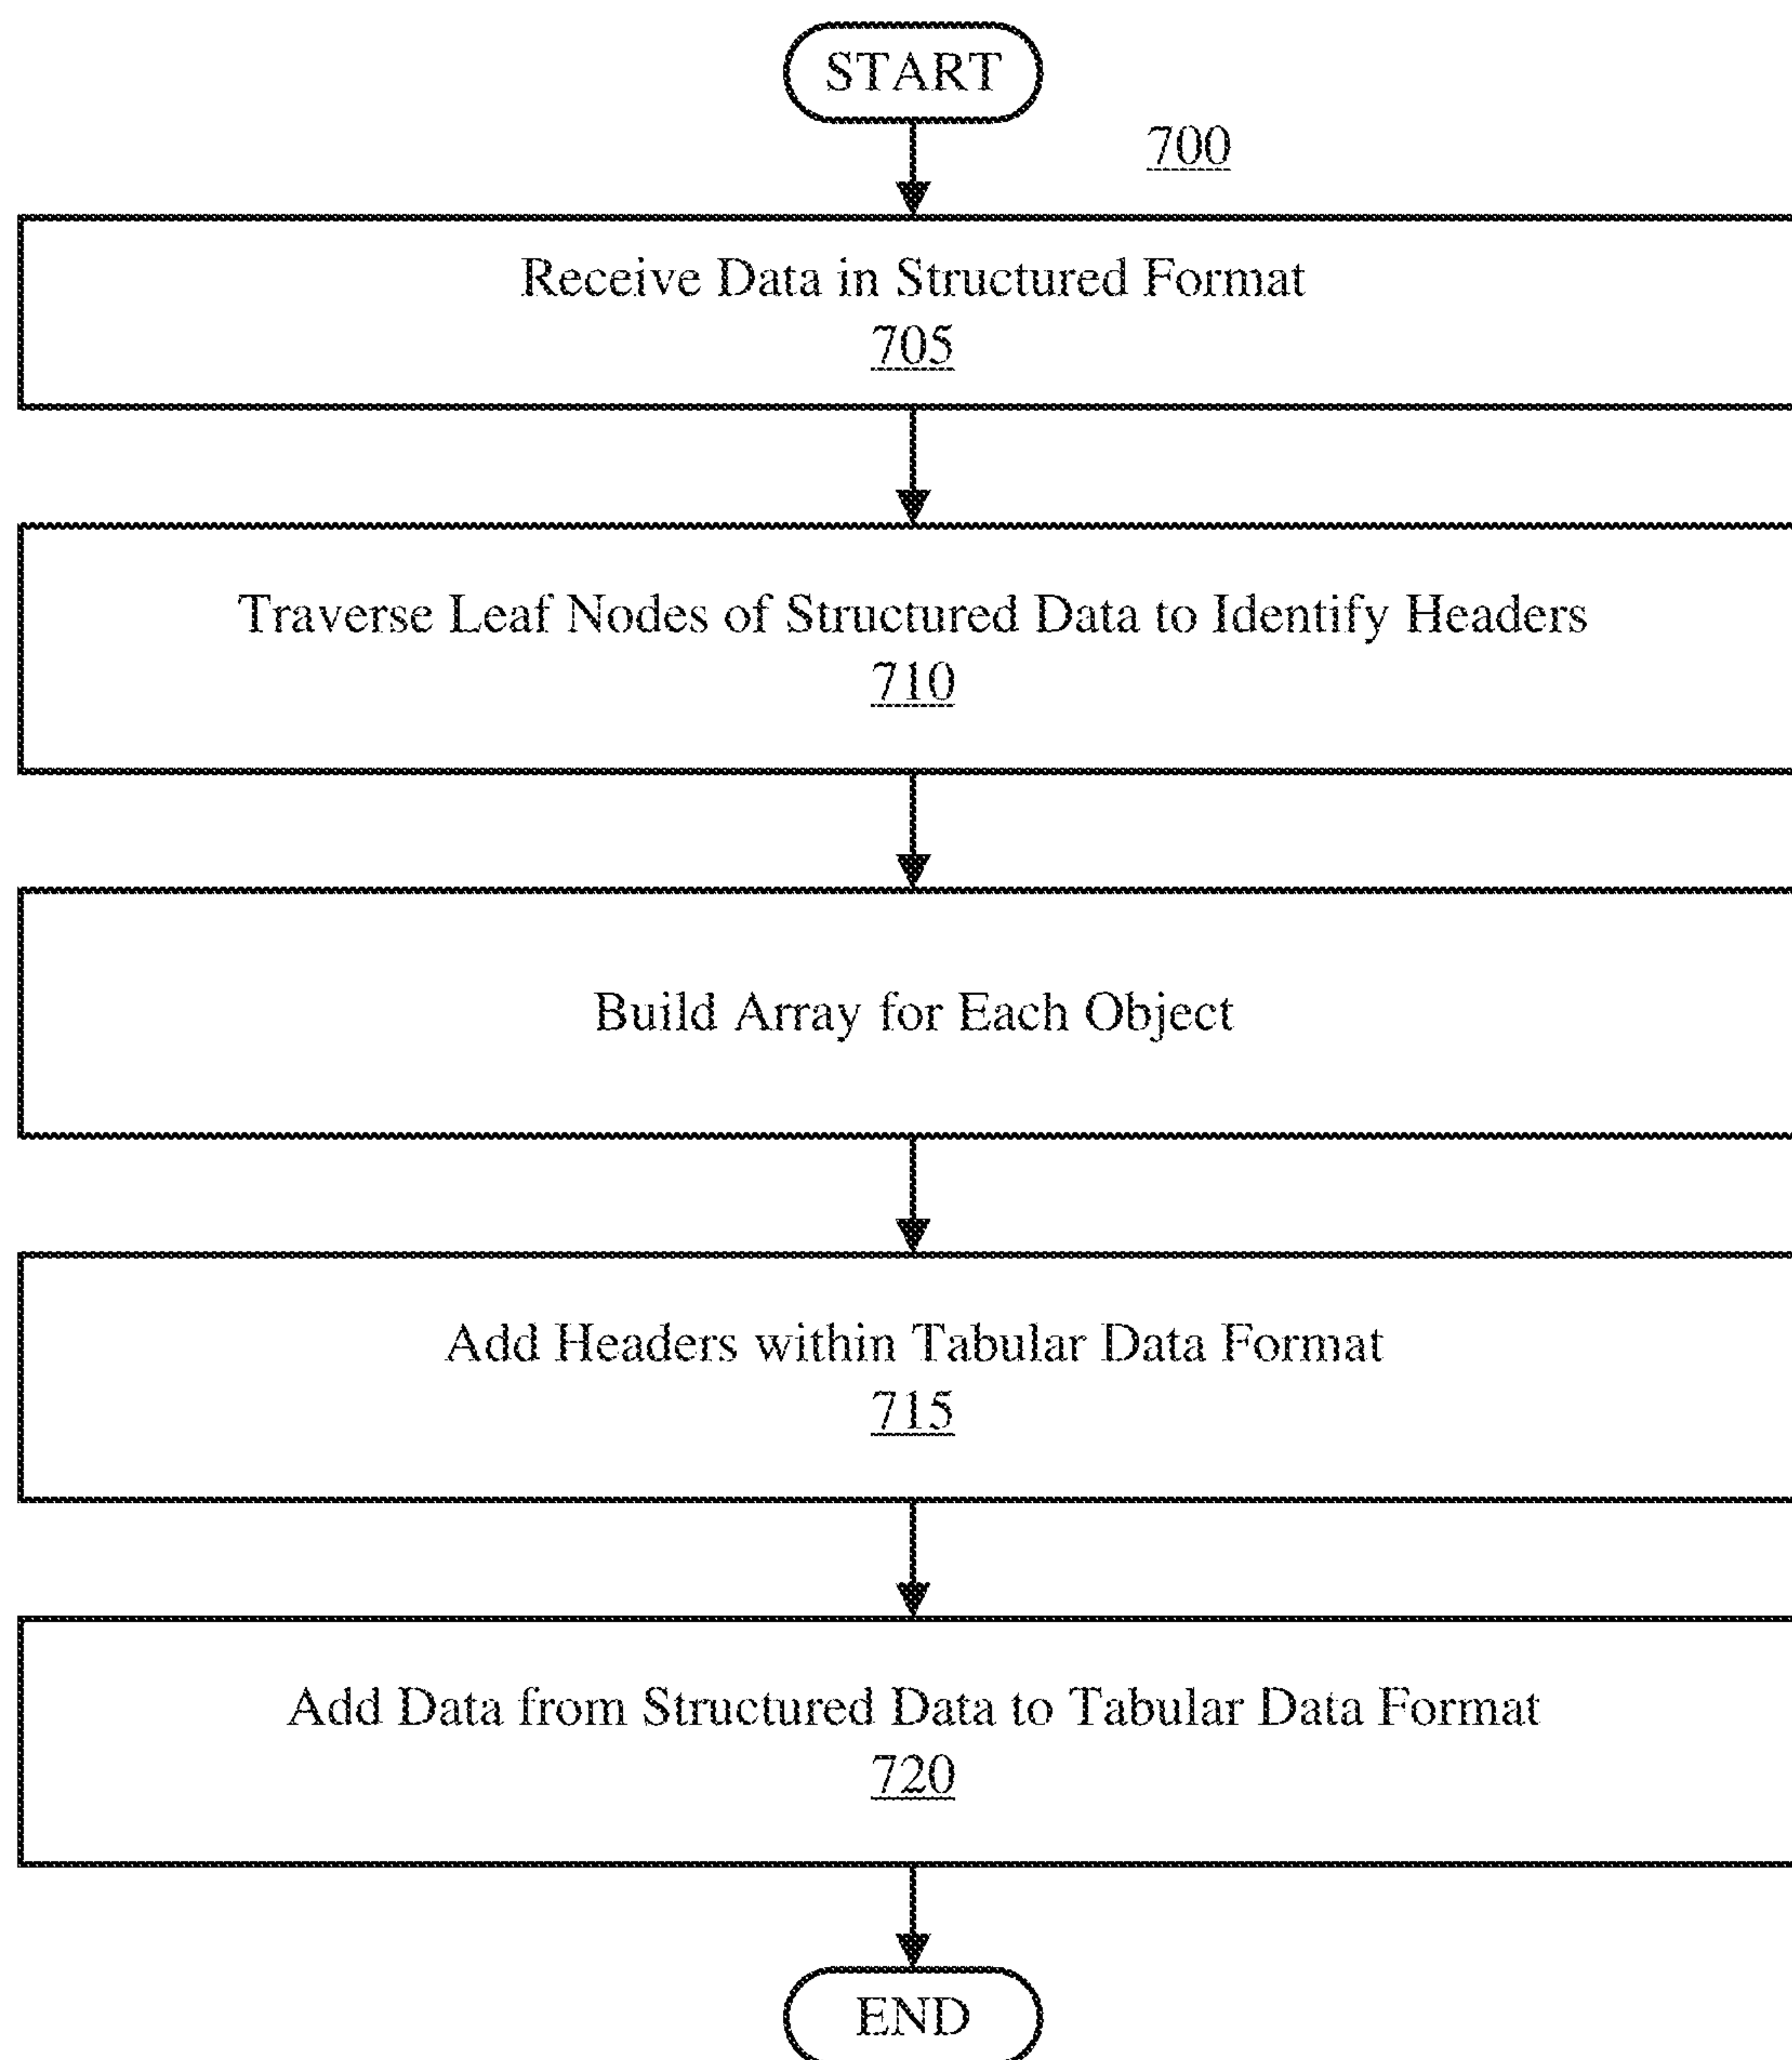 START
700
Receive Data in Structured Format
705
Traverse Leaf Nodes of Structured Data to Identify Headers
710
Build Array for Each Object
Add Headers within Tabular Data Format
715
Add Data from Structured Data to Tabular Data Format
720
END